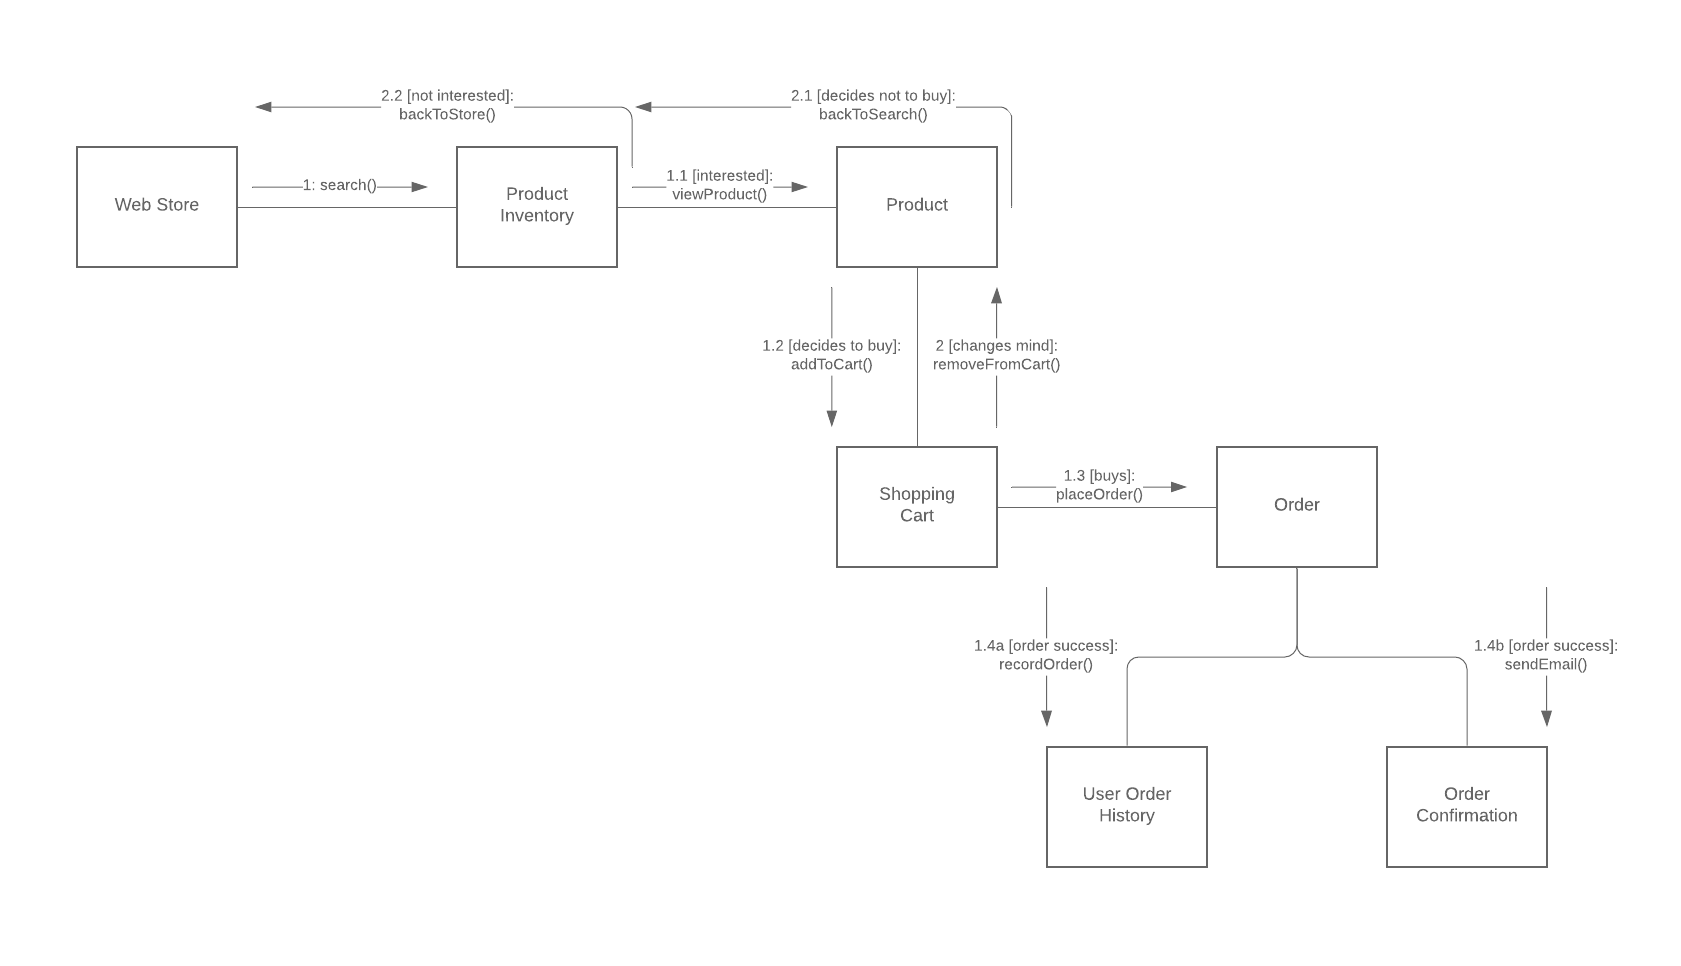 2.2 [not interested]:
backToStore()
2.1 [decides not to buy]:
backToSearch()
Web Store
1: search()
Product
Inventory
1.1 [interested]:
viewProduct()
Product
1.2 [decides to buy]:
addToCart()
2 [changes mind]:
removeFromCart()
Shopping
Cart
1.3 [buys]:
placeOrder()
Order
1.4a [order success]:
recordOrder()
1.4b [order success]:
sendEmail()
User Order
History
Order
Confirmation